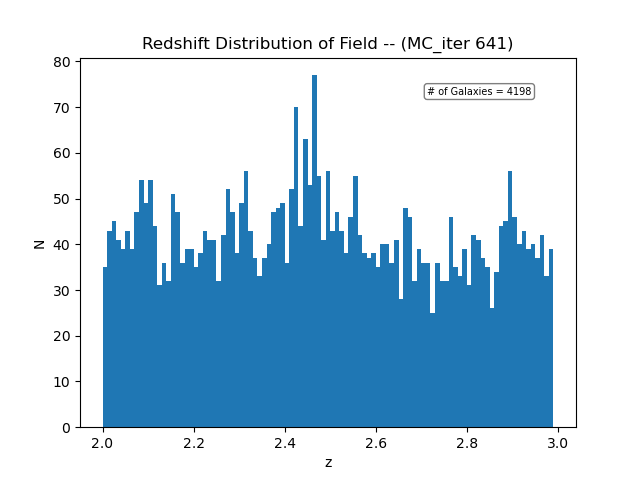 Redshift Distribution of Field -- (MC_iter 641)
# of Galaxies = 4198
N
80
70
60
50
40
30
20
10
0
2.0 2.2 2.4 2.6 2.8 3.0
z